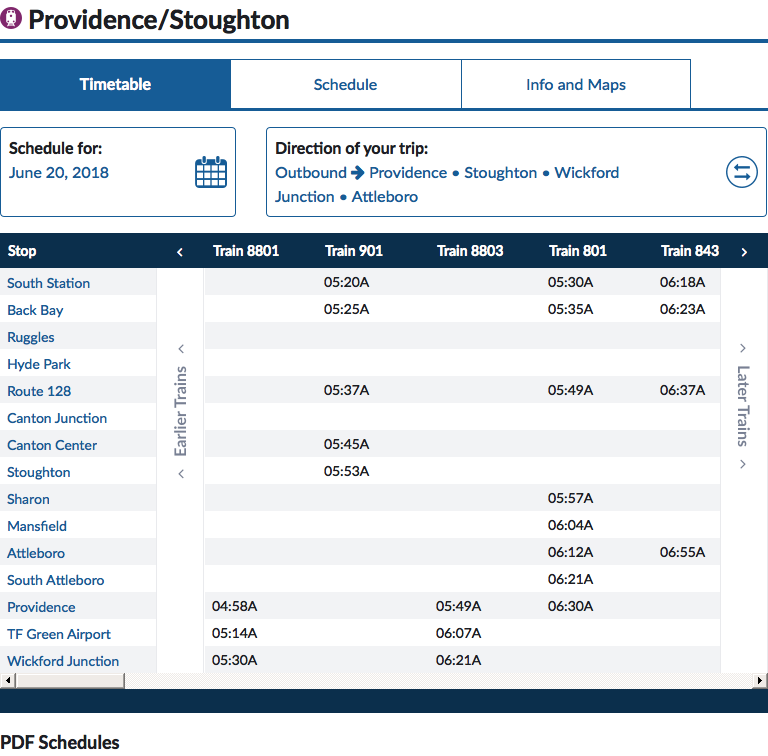 Providence/Stoughton
Timetable Schedule Info and Maps
Schedule for:
June 20, 2018
Direction of your trip:
Outbound → Providence • Stoughton • Wickford
Junction • Attleboro
Stop Train 8801 Train 901 Train 8803 Train 801 Train 843
South Station 05:20A 05:30A 06:18A
Back Bay 05:25A 05:35A 06:23A
Ruggles
Hyde Park
Route 128 05:37A 05:49A 06:37A
Canton Junction
Canton Center 05:45A
Stoughton 05:53A
Sharon 05:57A
Mansfield 06:04A
Attleboro 06:12A 06:55A
South Attleboro 06:21A
Providence 04:58A 05:49A 06:30A
TF Green Airport 05:14A 06:07A
Wickford Junction 05:30A 06:21A
Earlier Trains
Later Trains
PDF Schedules